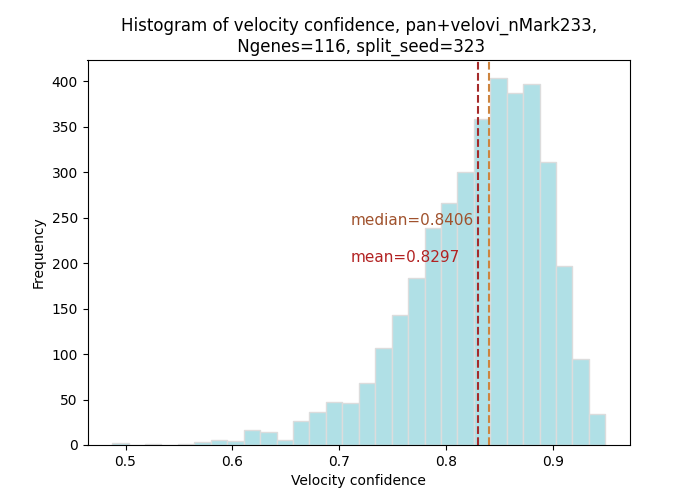 Histogram of velocity confidence, pan+velovi_nMark233,
Ngenes=116, split_seed=323
400
350
300
250
200
150
100
50
0
Frequency
median=0.8406
mean=0.8297
0.5 0.6 0.7 0.8 0.9
Velocity confidence